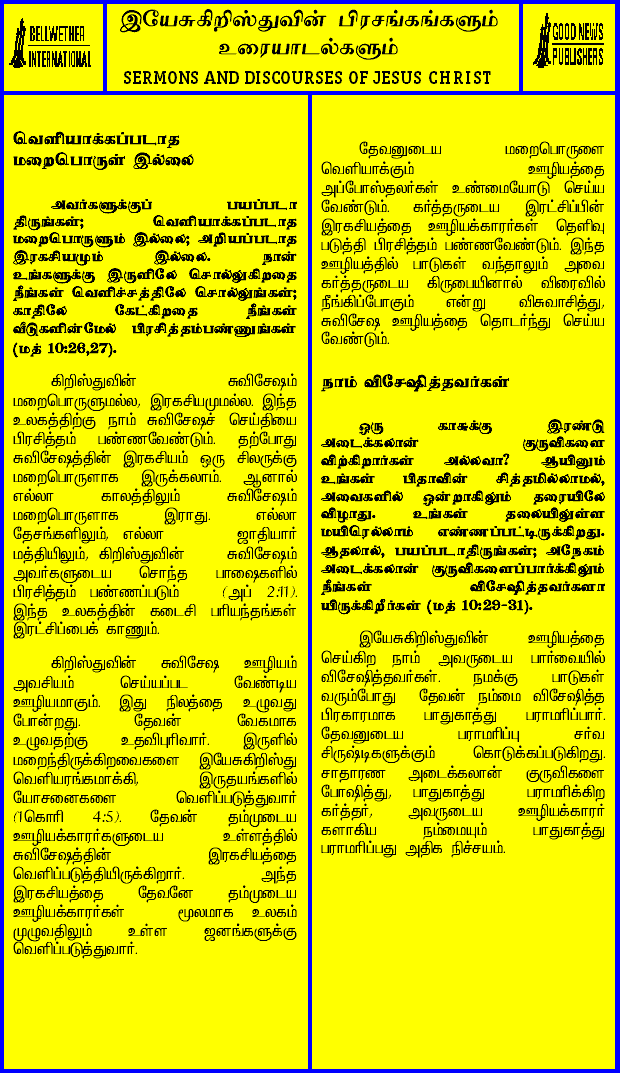 BELLWETHER
INTERNATIONAL
இயேசுகிறிஸ்துவின் பிரசங்கங்களும்
உரையாடல்களும்
SERMONS AND DISCOURSES OF JESUS CHRIST
GOOD NEWS
PUBLISHERS
வெளியாக்கப்படாத
மறைபொருள் இல்லை
அவர்களுக்குப் பயப்படா
திருங்கள்; வெளியாக்கப்படாத
மறைபொருளும் இல்லை; அறியப்படாத
இரகசியமும் இல்லை. நான்
உங்களுக்கு இருளிலே சொல்லுகிறதை
நீங்கள் வெளிச்சத்திலே சொல்லுங்கள்;
காதிலே கேட்கிறதை நீங்கள்
வீடுகளின்மேல் பிரசித்தம்பண்ணுங்கள்
(மத் 10:26,27).
கிறிஸ்துவின் சுவிசேஷம்
மறைபொருளுமல்ல, இரகசியமுமல்ல. இந்த
உலகத்திற்கு நாம் சுவிசேஷச் செய்தியை
பிரசித்தம் பண்ணவேண்டும். தற்போது
சுவிசேஷத்தின் இரகசியம் ஒரு சிலருக்கு
மறைபொருளாக இருக்கலாம். ஆனால்
எல்லா காலத்திலும் சுவிசேஷம்
மறைபொருளாக இராது. எல்லா
தேசங்களிலும், எல்லா ஜாதியார்
மத்தியிலும், கிறிஸ்துவின் சுவிசேஷம்
அவர்களுடைய சொந்த பாஷைகளில்
பிரசித்தம் பண்ணப்படும் (அப் 2:11).
இந்த உலகத்தின் கடைசி பரியந்தங்கள்
இரட்சிப்பைக் காணும்.
கிறிஸ்துவின் சுவிசேஷ ஊழியம்
அவசியம் செய்யப்பட வேண்டிய
ஊழியமாகும். இது நிலத்தை உழுவது
போன்றது. தேவன் வேகமாக
உழுவதற்கு உதவிபுரிவார். இருளில்
மறைந்திருக்கிறவைகளை இயேசுகிறிஸ்து
வெளியரங்கமாக்கி, இருதயங்களில்
யோசனைகளை வெளிப்படுத்துவார்
(1கொரி 4:5). தேவன் தம்முடைய
ஊழியக்காரர்களுடைய உள்ளத்தில்
சுவிசேஷத்தின் இரகசியத்தை
வெளிப்படுத்தியிருக்கிறார். அந்த
இரகசியத்தை தேவனே தம்முடைய
ஊழியக்காரர்கள் மூலமாக உலகம்
முழுவதிலும் உள்ள ஜனங்களுக்கு
வெளிப்படுத்துவார்.
தேவனுடைய மறைபொருளை
வெளியாக்கும் ஊழியத்தை
அப்போஸ்தலர்கள் உண்மையோடு செய்ய
வேண்டும். கர்த்தருடைய இரட்சிப்பின்
இரகசியத்தை ஊழியக்காரர்கள் தெளிவு
படுத்தி பிரசித்தம் பண்ணவேண்டும். இந்த
ஊழியத்தில் பாடுகள் வந்தாலும் அவை
கர்த்தருடைய கிருபையினால் விரைவில்
நீங்கிப்போகும் என்று விசுவாசித்து,
சுவிசேஷ ஊழியத்தை தொடர்ந்து செய்ய
வேண்டும்.
நாம் விசேஷித்தவர்கள்
ஒரு காசுக்கு இரண்டு
அடைக்கலான் குருவிகளை
விற்கிறார்கள் அல்லவா? ஆயினும்
உங்கள் பிதாவின் சித்தமில்லாமல்,
அவைகளில் ஒன்றாகிலும் தரையிலே
விழாது. உங்கள் தலையிலுள்ள
மயிரெல்லாம் எண்ணப்பட்டிருக்கிறது.
ஆதலால், பயப்படாதிருங்கள்; அநேகம்
அடைக்கலான் குருவிகளைப்பார்க்கிலும்
நீங்கள் விசேஷித்தவர்களா
யிருக்கிறீர்கள் (மத் 10:29-31).
இயேசுகிறிஸ்துவின் ஊழியத்தை
செய்கிற நாம் அவருடைய பார்வையில்
விசேஷித்தவர்கள். நமக்கு பாடுகள்
வரும்போது தேவன் நம்மை விசேஷித்த
பிரகாரமாக பாதுகாத்து பராமரிப்பார்.
தேவனுடைய பராமரிப்பு சர்வ
சிருஷ்டிகளுக்கும் கொடுக்கப்படுகிறது.
சாதாரண அடைக்கலான் குருவிகளை
போஷித்து, பாதுகாத்து பராமரிக்கிற
கர்த்தர், அவருடைய ஊழியக்காரர்
களாகிய நம்மையும் பாதுகாத்து
பராமரிப்பது அதிக நிச்சயம்.